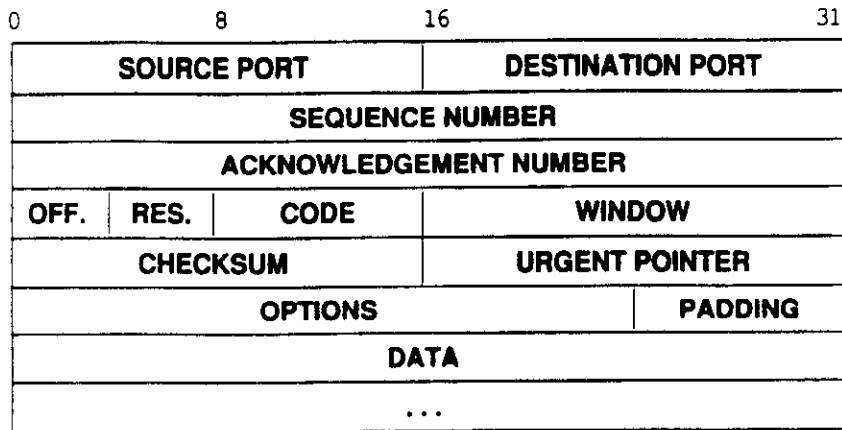 0 8 16 31
SOURCE PORT DESTINATION PORT
SEQUENCE NUMBER
ACKNOWLEDGEMENT NUMBER
OFF. RES. CODE WINDOW
CHECKSUM URGENT POINTER
OPTIONS PADDING
DATA
...